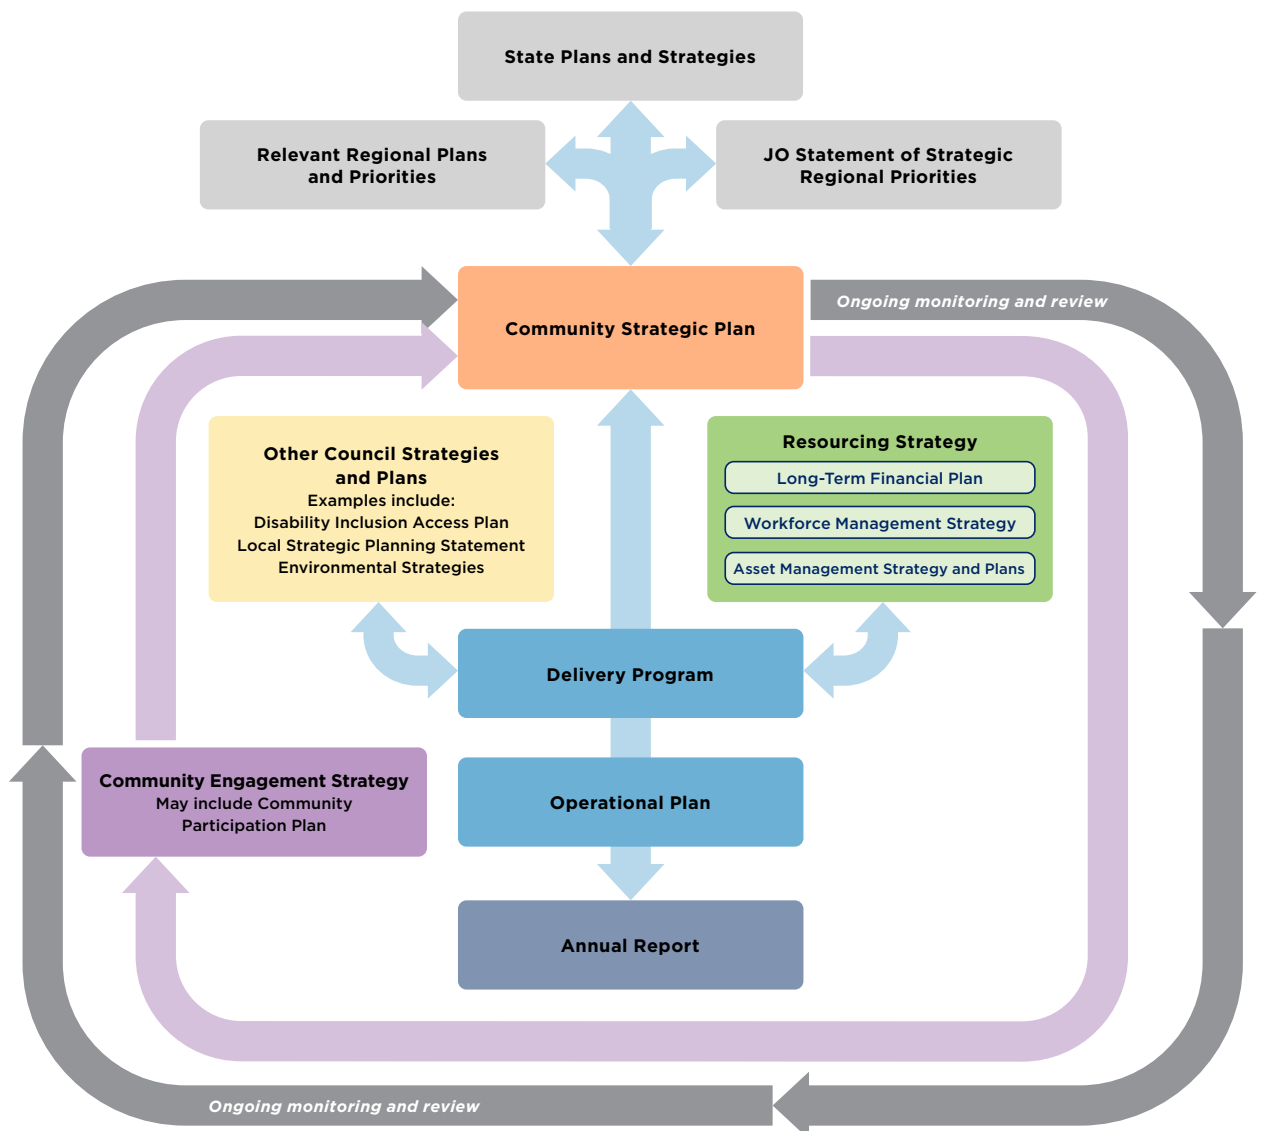 State Plans and Strategies
Relevant Regional Plans
and Priorities
JO Statement of Strategic
Regional Priorities
Community Strategic Plan
Ongoing monitoring and review
Other Council Strategies
and Plans
Examples include:
Disability Inclusion Access Plan
Local Strategic Planning Statement
Environmental Strategies
Resourcing Strategy
Long-Term Financial Plan
Workforce Management Strategy
Asset Management Strategy and Plans
Delivery Program
Community Engagement Strategy
May include Community
Participation Plan
Operational Plan
Annual Report
Ongoing monitoring and review